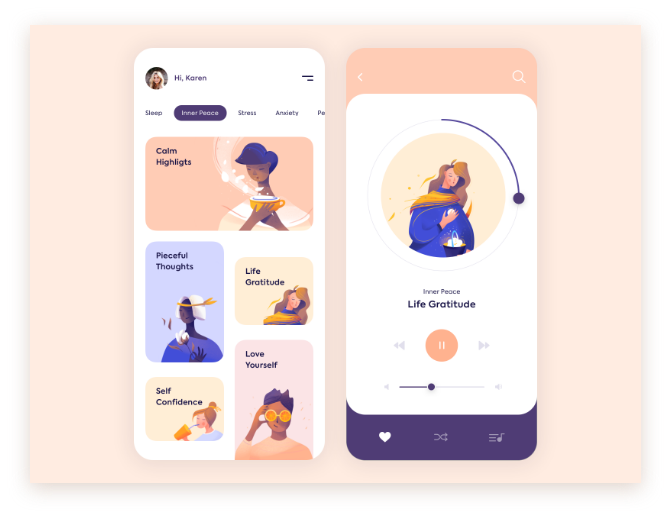 Hi, Karen
Sleep
Inner Peace
Stress
Anxiety
Pe
Calm
Highligts
Pieceful
Thoughts
Life
Gratitude
Love
Yourself
Self
Confidence
Inner Peace
Life Gratitude